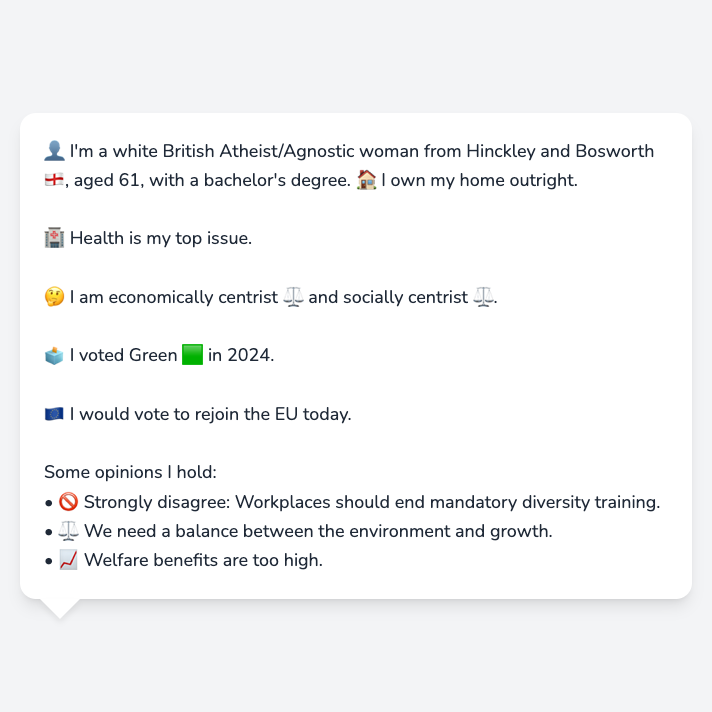 👤 I'm a white British Atheist/Agnostic woman from Hinckley and Bosworth
🏴󠁧󠁢󠁥󠁮󠁧󠁿, aged 61, with a bachelor's degree. 🏠 I own my home outright.
🏥 Health is my top issue.
🤔 I am economically centrist ⚖️ and socially centrist ⚖️.
🗳️ I voted Green 🟩 in 2024.
🇪🇺 I would vote to rejoin the EU today.
Some opinions I hold:
• 🚫 Strongly disagree: Workplaces should end mandatory diversity training.
• ⚖️ We need a balance between the environment and growth.
• 📈 Welfare benefits are too high.